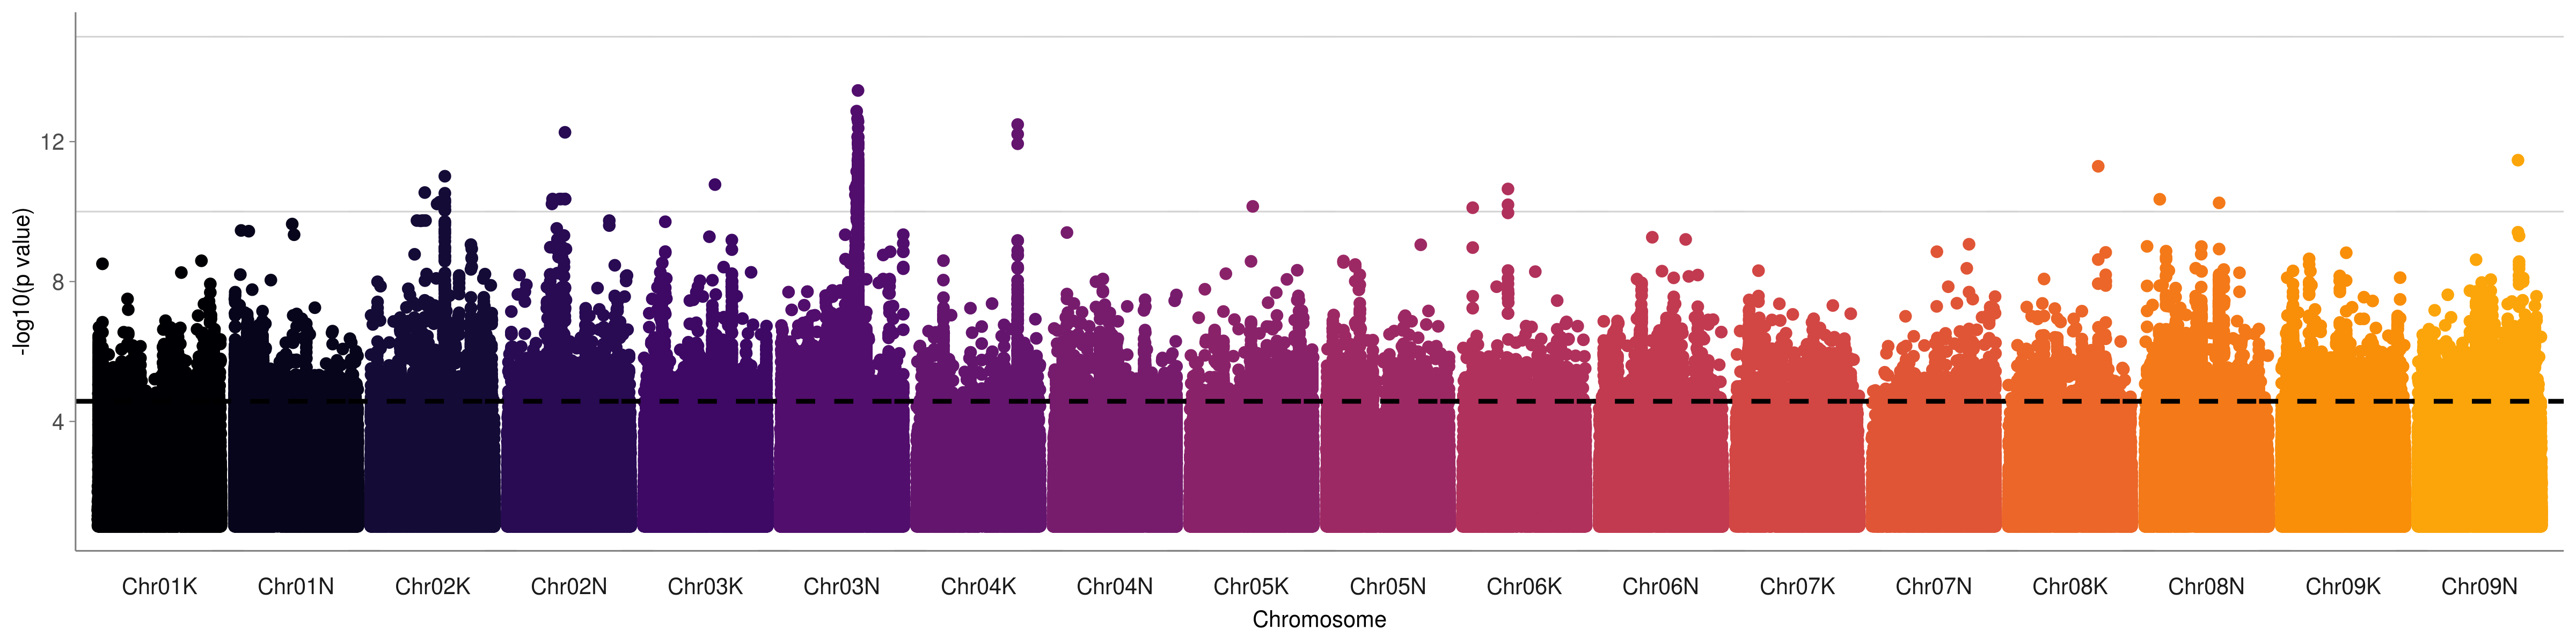 -log10(p value)
12
8
4
Chr01K Chr01N Chr02K Chr02N Chr03K Chr03N Chr04K Chr04N Chr05K Chr05N Chr06K Chr06N Chr07K Chr07N Chr08K Chr08N Chr09K Chr09N
Chromosome